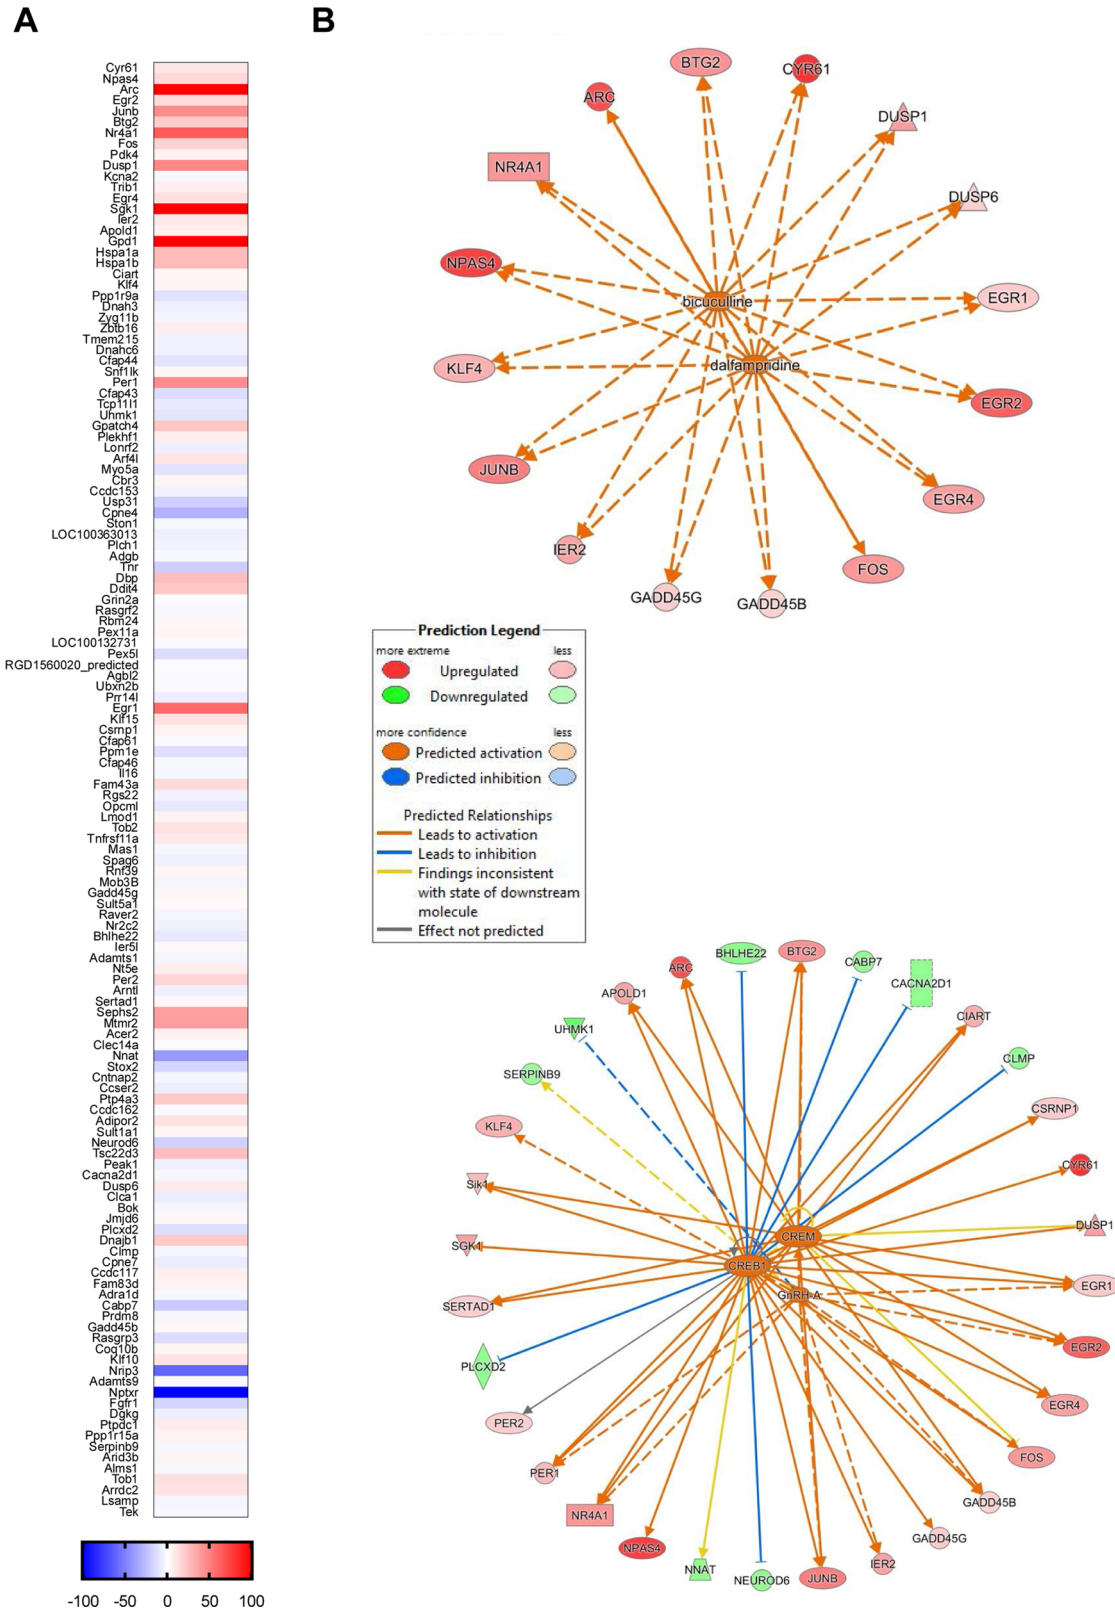 A
B
Cyr61
Npas4
Arc
Egr2
Junb
Btg2
Nr4a1
Fos
Pdk4
Dusp1
Kcna2
Trib1
Egr4
Sgk1
Ier2
Apold1
Gpd1
Hspa1a
Hspa1b
Ciart
Klf4
Ppp1r9a
Dnah3
Zyg11b
Zbtb16
Tmem215
Dnahc6
Cfap44
Snf1lk
Per1
Cfap43
Tcp11l1
Uhmk1
Gpatch4
Plekhf1
Lonrf2
Arf4l
Myo5a
Cbr3
Ccdc153
Usp31
Cpne4
Ston1
LOC100363013
Plch1
Adgb
Tnr
Dbp
Ddit4
Grin2a
Rasgrf2
Rbm24
Pex11a
LOC100132731
Pex5l
RGD1560020_predicted
Agbl2
Ubxn2b
Prr14l
Egr1
Klf15
Csrnp1
Cfap61
Ppm1e
Cfap46
Il16
Fam43a
Rgs22
Opcml
Lmod1
Tob2
Tnfrsf11a
Mas1
Spag6
Rnf39
Mob3B
Gadd45g
Sult5a1
Raver2
Nr2c2
Bhlhe22
Ier5l
Adamts1
Nt5e
Per2
Arntl
Sertad1
Sephs2
Mtmr2
Acer2
Clec14a
Nnat
Stox2
Cntnap2
Ccser2
Ptp4a3
Ccdc162
Adipor2
Sult1a1
Neurod6
Tsc22d3
Peak1
Cacna2d1
Dusp6
Clca1
Bok
Jmjd6
Plcxd2
Dnajb1
Clmp
Cpne7
Ccdc117
Fam83d
Adra1d
Cabp7
Prdm8
Gadd45b
Rasgrp3
Coq10b
Klf10
Nrip3
Adamts9
Nptxr
Fgfr1
Dgkg
Ptpdc1
Ppp1r15a
Serpinb9
Arid3b
Alms1
Tob1
Arrdc2
Lsamp
Tek
-100 -50 0 50 100
BTG2
CYR61
ARC
DUSP1
NR4A1
DUSP6
NPAS4
bicuculline
EGR1
KLF4
dalfampridine
EGR2
JUNB
EGR4
IER2
FOS
GADD45G
GADD45B
Prediction Legend
more extreme less
Upregulated
Downregulated
more confidence less
Predicted activation
Predicted inhibition
Predicted Relationships
Leads to activation
Leads to inhibition
Findings inconsistent
with state of downstream
molecule
Effect not predicted
BHLHE22
BTG2
CABP7
ARC
CACNA2D1
APOLD1
CIART
UHMK1
CLMP
SERPINB9
CSRNP1
KLF4
CYR61
Sik1
DUSP1
CREM
SGK1
CREB1
EGR1
GnRH-A
SERTAD1
EGR2
PLCXD2
EGR4
PER2
FOS
PER1
GADD45B
NR4A1
GADD45G
NPAS4
IER2
NNAT
NEUROD6
JUNB